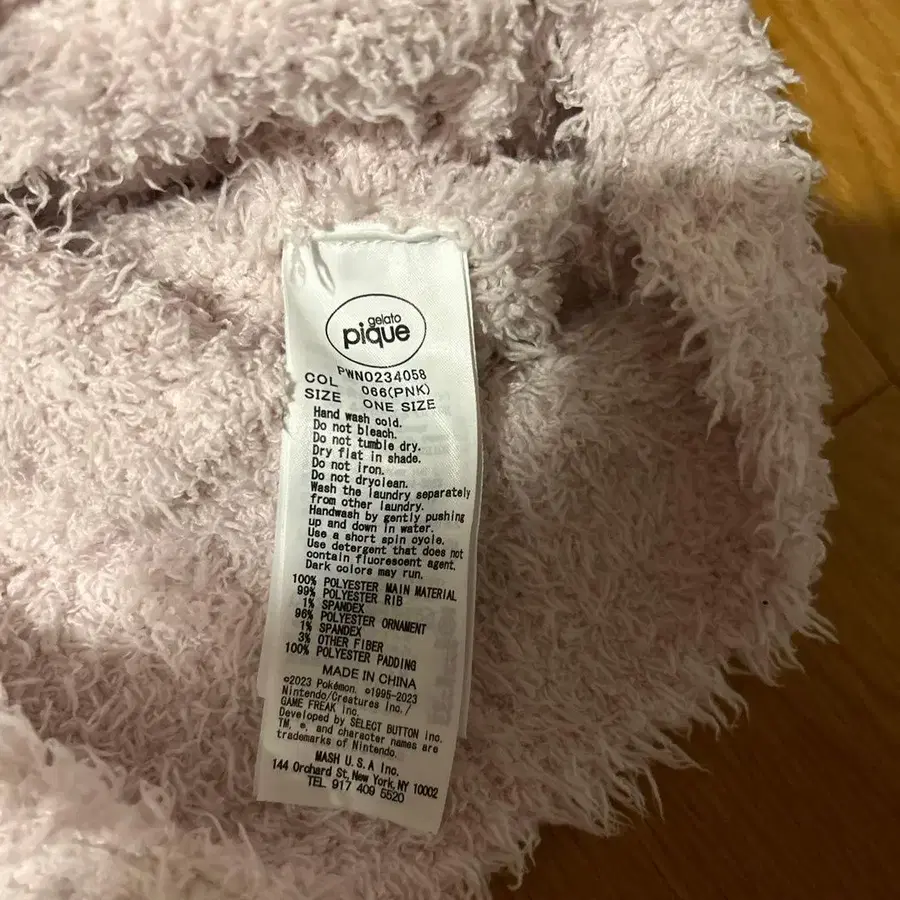 gelato
pique
PWNO234058
COL 066(PNK)
SIZE ONE SIZE
Hand wash cold.
Do not bleach.
Do not tumble dry.
Dry flat in shade.
Do not iron.
Do not dryclean.
Wash the laundry separately
from other laundry.
Handwash by gently pushing
up and down in water.
Use a short spin cycle.
Use detergent that does not
contain fluorescent agent.
Dark colors may run.
100% POLYESTER MAIN MATERIAL
99% POLYESTER RIB
1% SPANDEX
96% POLYESTER ORNAMENT
1% SPANDEX
3% OTHER FIBER
100% POLYESTER PADDING
MADE IN CHINA
©2023 Pokémon. ©1995-2023
Nintendo/Creatures Inc./
GAME FREAK inc.
Developed by SELECT BUTTON inc.
TM, ®, and character names are
trademarks of Nintendo.
MASH U.S.A Inc.
144 Orchard St, New York, NY 10002
TEL 917 409 5520